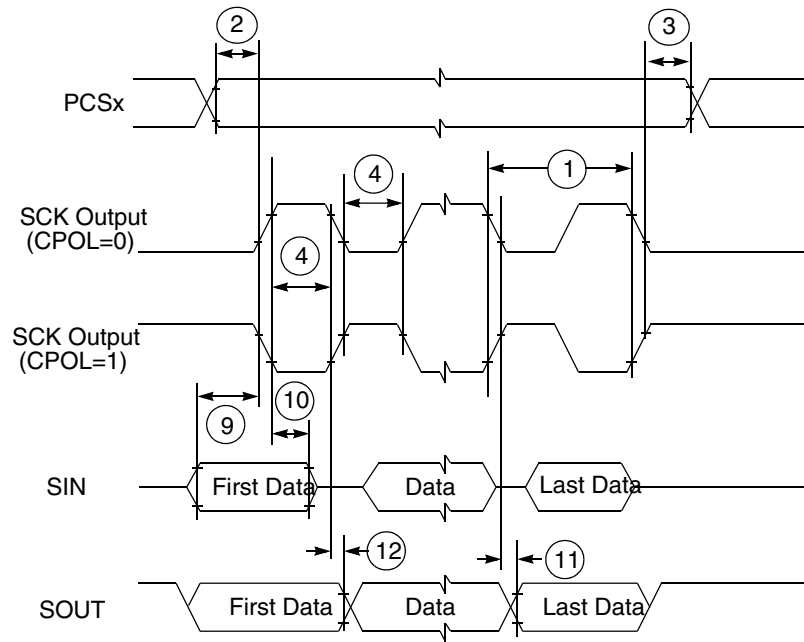 2
3
PCSx
4
1
SCK Output
(CPOL=0)
4
SCK Output
(CPOL=1)
9
10
SIN
First Data
Data
Last Data
12
11
SOUT
First Data
Data
Last Data